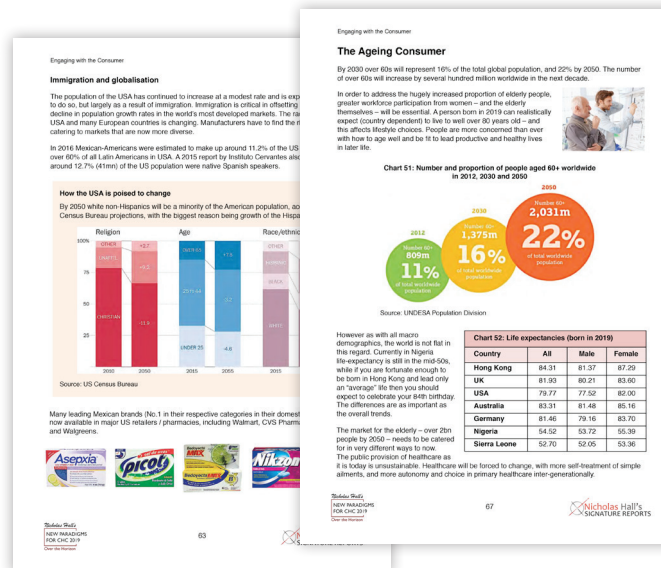 Engaging with the Consumer
Immigration and globalisation
The population of the USA has continued to increase at a modest rate and is exp
to do so, but largely as a result of immigration. Immigration is critical in offsetting
decline in population growth rates in the world's most developed markets. The ra
USA and many European countries is changing. Manufacturers have to find the r
catering to markets that are now more diverse.
In 2016 Mexican-Americans were estimated to make up around 11.2% of the US
over 60% of all Latin Americans in USA. A 2015 report by Instituto Cervantes also
around 12.7% (41mn) of the US population were native Spanish speakers.
How the USA is poised to change
By 2050 white non-Hispanics will be a minority of the American population, ac
Census Bureau projections, with the biggest reason being growth of the Hispa
Religion Age Race/ethnic
100%
75
50
25
OTHER
CHRISTIAN
UNDER 25
-4.6
OTHER
WHITE
2010 2050 2015 2055 2015
Source: US Census Bureau
Many leading Mexican brands (No.1 in their respective categories in their domest
now available in major US retailers / pharmacies, including Walmart, CVS Pharma
and Walgreens.
Asepxia
Picot
Nikzon
Nicholas Hall's
NEW PARADIGMS
FOR CHC 2019
Over the Horizon
63
SIGNATURE REPORTS
Engaging with the Consumer
The Ageing Consumer
By 2030 over 60s will represent 16% of the total global population, and 22% by 2050. The number
of over 60s will increase by several hundred million worldwide in the next decade.
In order to address the hugely increased proportion of elderly people,
greater workforce participation from women – and the elderly
themselves – will be essential. A person born in 2019 can realistically
expect (country dependent) to live to well over 80 years old – and
this affects lifestyle choices. People are more concerned than ever
with how to age well and be fit to lead productive and healthy lives
in later life.
Chart 51: Number and proportion of people aged 60+ worldwide
in 2012, 2030 and 2050
2012
Number 60+
809m
11%
of total worldwide
population
2030
Number 60+
1,375m
16%
of total worldwide
population
2050
Number 60+
2,031m
22%
of total worldwide
population
Source: UNDESA Population Division
However as with all macro
demographics, the world is not flat in
this regard. Currently in Nigeria
life-expectancy is still in the mid-50s,
while if you are fortunate enough to
be born in Hong Kong and lead only
an "average" life then you should
expect to celebrate your 84th birthday.
The differences are as important as
the overall trends.
The market for the elderly – over 2bn
people by 2050 – needs to be catered
for in very different ways to now.
The public provision of healthcare as
it is today is unsustainable. Healthcare will be forced to change, with more self-treatment of simple
ailments, and more autonomy and choice in primary healthcare inter-generationally.
Chart 52: Life expectancies (born in 2019)
Country All Male Female
Hong Kong 84.31 81.37 87.29
UK 81.93 80.21 83.60
USA 79.77 77.52 82.00
Australia 83.31 81.48 85.16
Germany 81.46 79.16 83.70
Nigeria 54.52 53.72 55.39
Sierra Leone 52.70 52.05 53.36
Nicholas Hall's
NEW PARADIGMS
FOR CHC 2019
Over the Horizon
67
Nicholas Hall's
SIGNATURE REPORTS